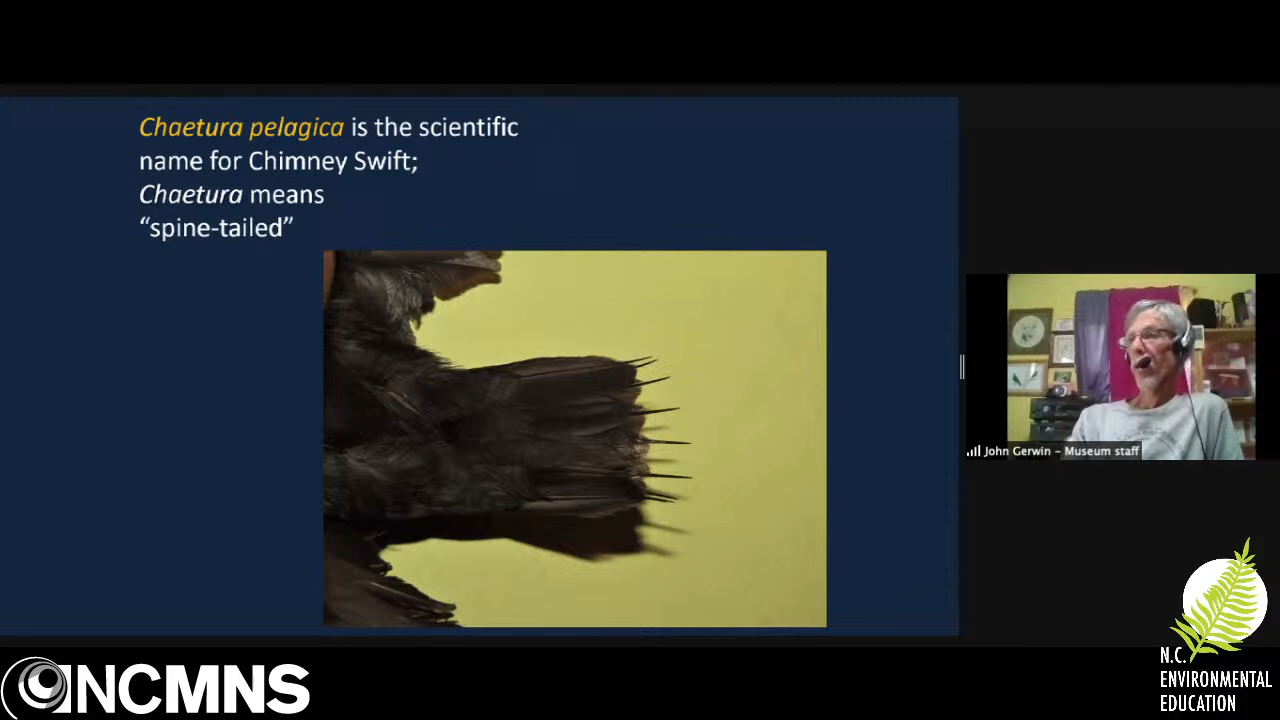 Chaetura pelagica is the scientific
name for Chimney Swift;
Chaetura means
“spine-tailed”
John Gerwin – Museum staff
NCMNS
N.C.
ENVIRONMENTAL
EDUCATION